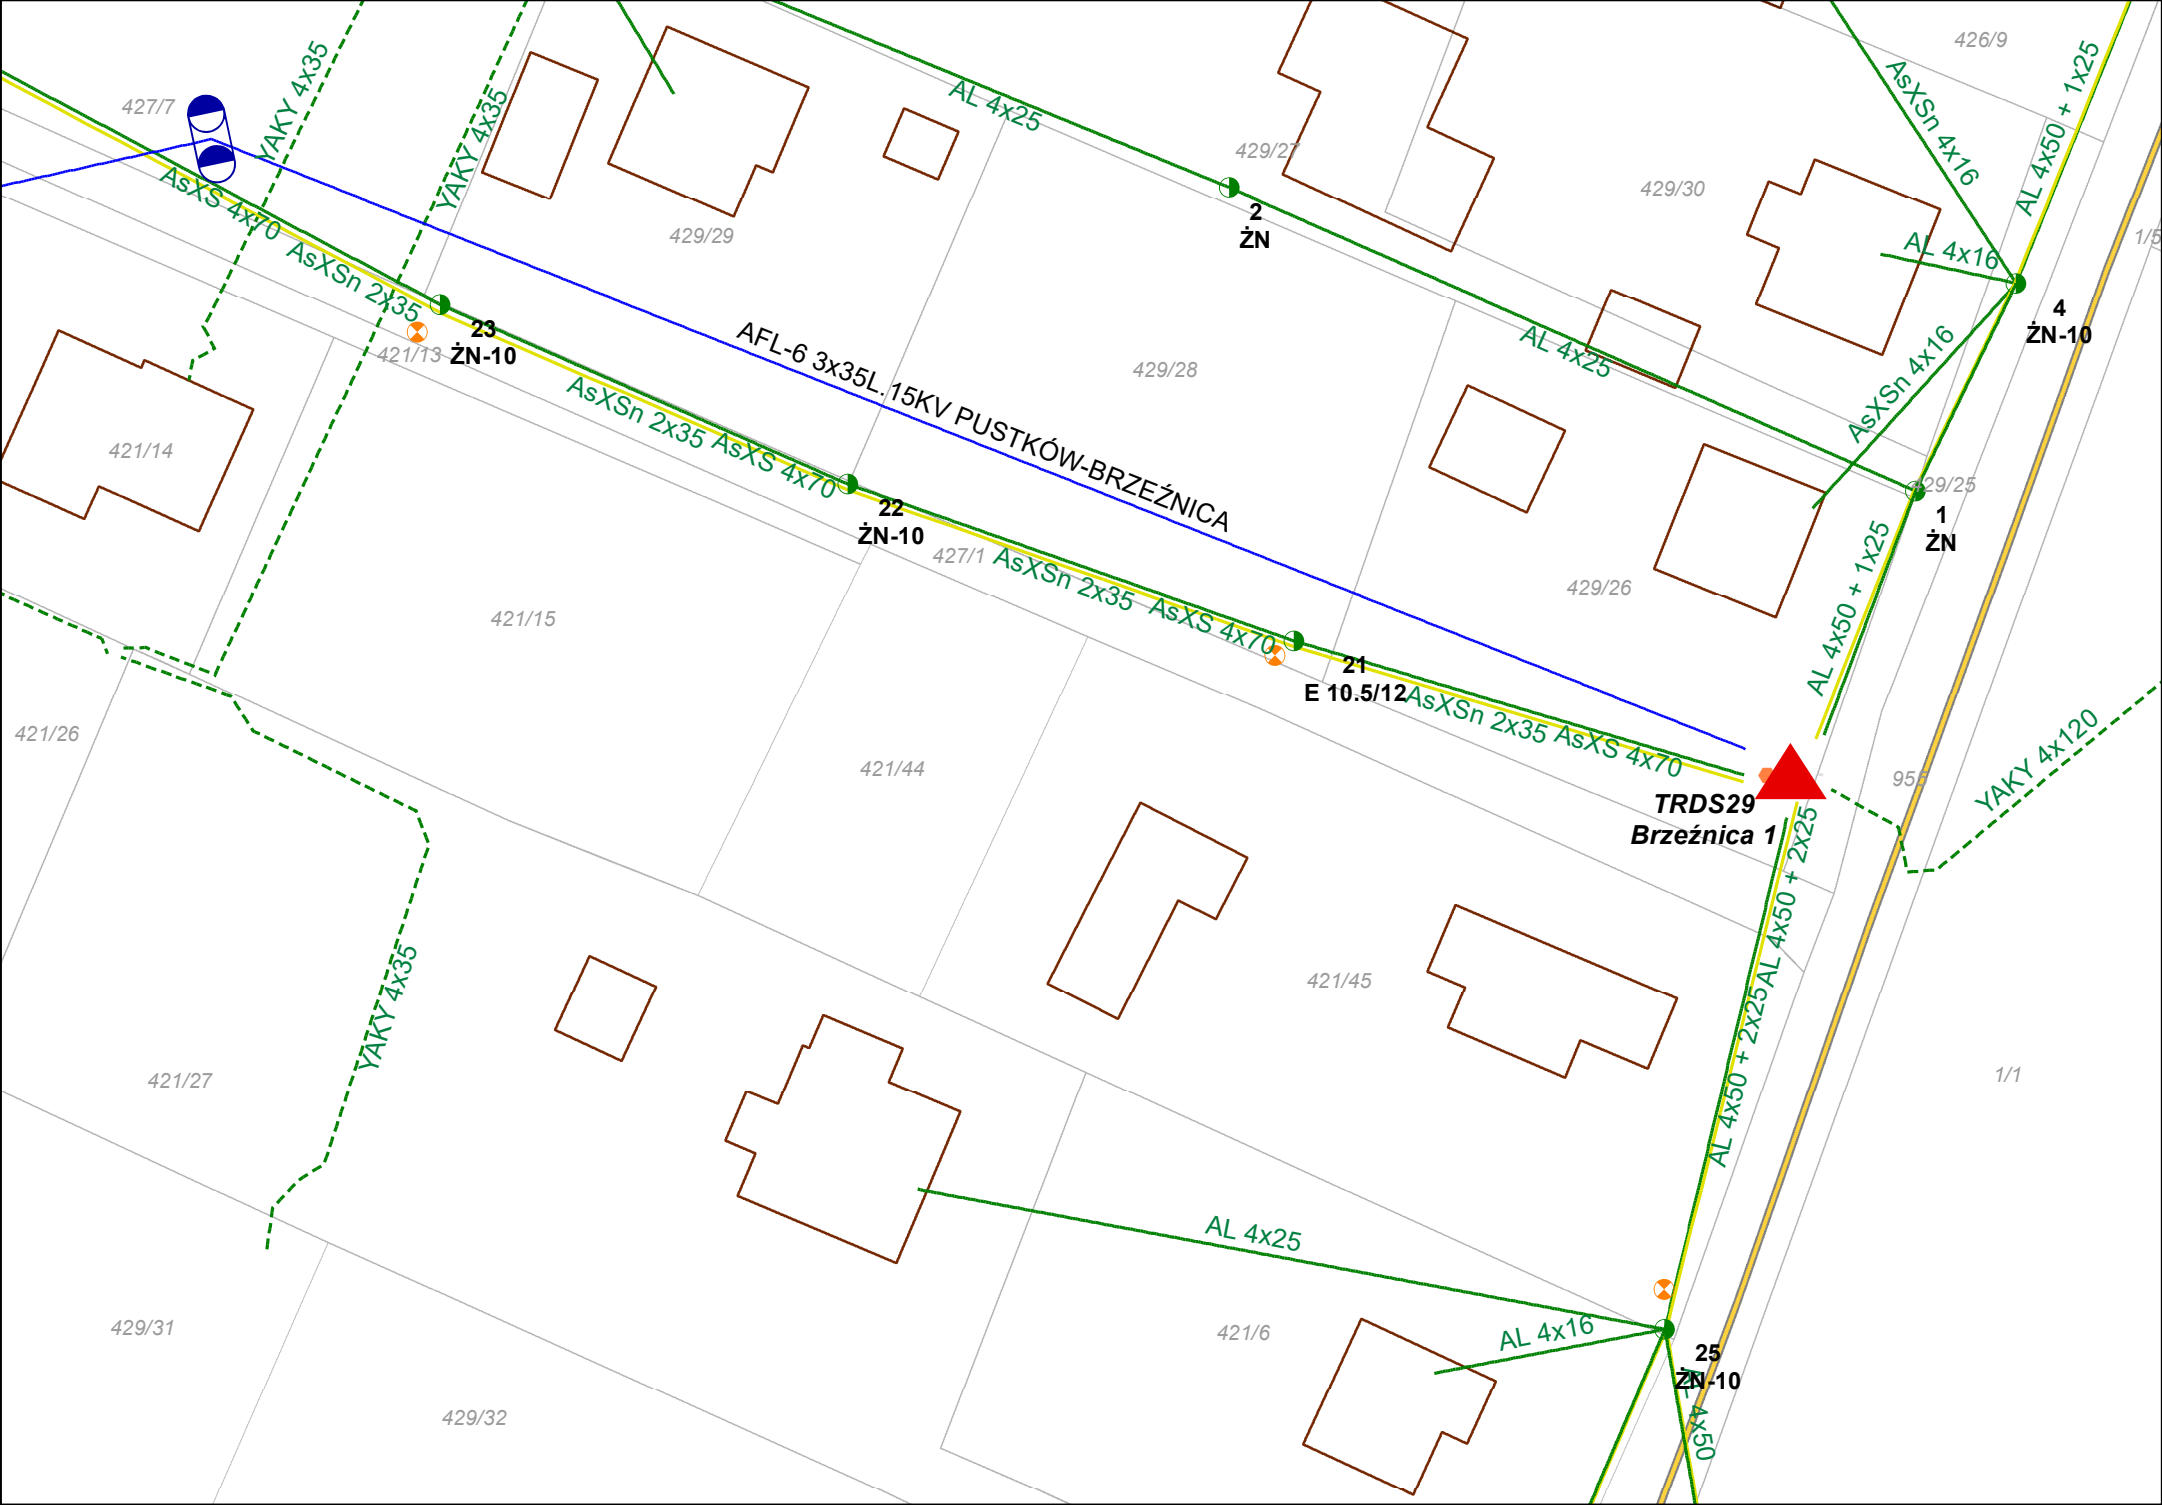 426/9
YAKY 4x35
427/7
YAKY 4x35
AL 4x25
429/27
AsXSn 4x16
AL 4x50 + 1x25
429/30
AsXS 4x70
AsXSn 2x35
429/29
2
ŻN
AL 4x16
4
ŻN-10
23
ŻN-10
421/13
AFL-6 3x35L.15KV PUSTKÓW-BRZEŹNICA
429/28
AL 4x25
AsXSn 4x16
421/14
AsXSn 2x35
AsXS 4x70
22
ŻN-10
429/25
1
ŻN
427/1
AsXSn 2x35
AsXS 4x70
429/26
AL 4x50 + 1x25
421/15
21
E 10.5/12
AsXSn 2x35
AsXS 4x70
421/26
421/44
TRDS29
Brzeźnica 1
YAKY 4x120
AL 4x50 + 2x25
AL 4x50 + 2x25
YAKY 4x35
421/45
421/27
1/1
AL 4x25
AL 4x16
421/6
429/31
25
ŻN-10
4x50
429/32